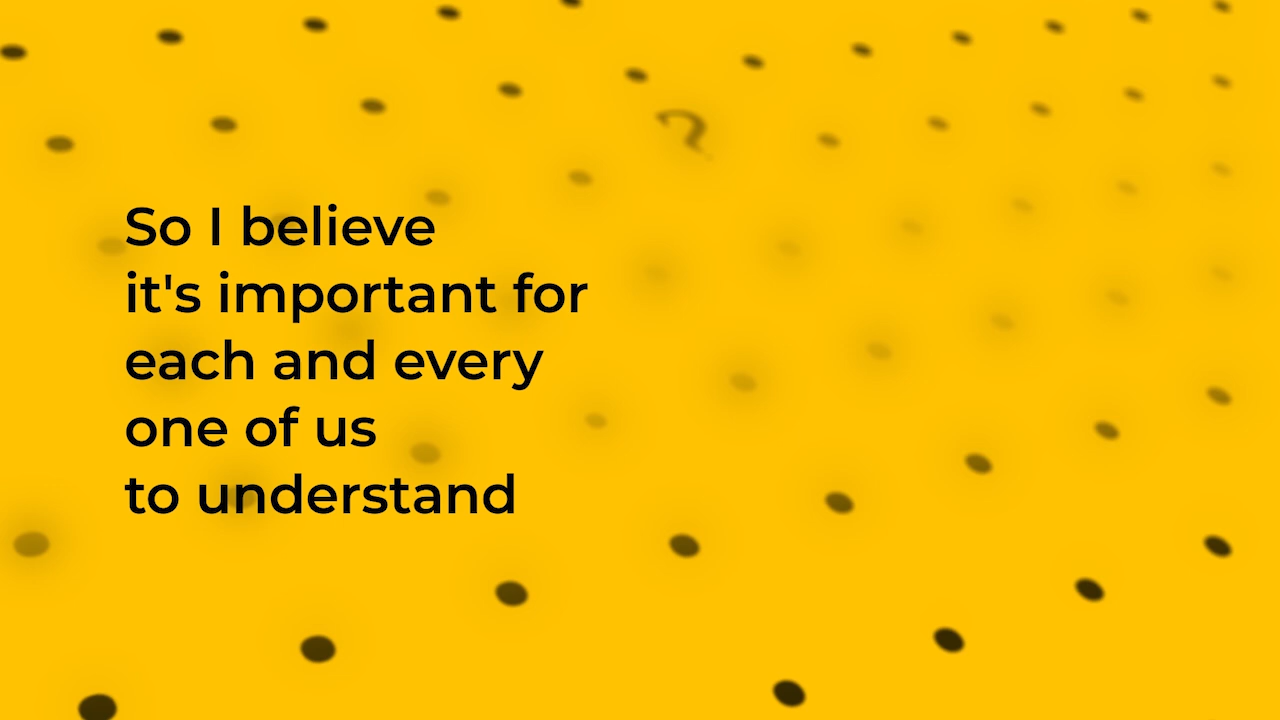 ?
So I believe
it's important for
each and every
one of us
to understand